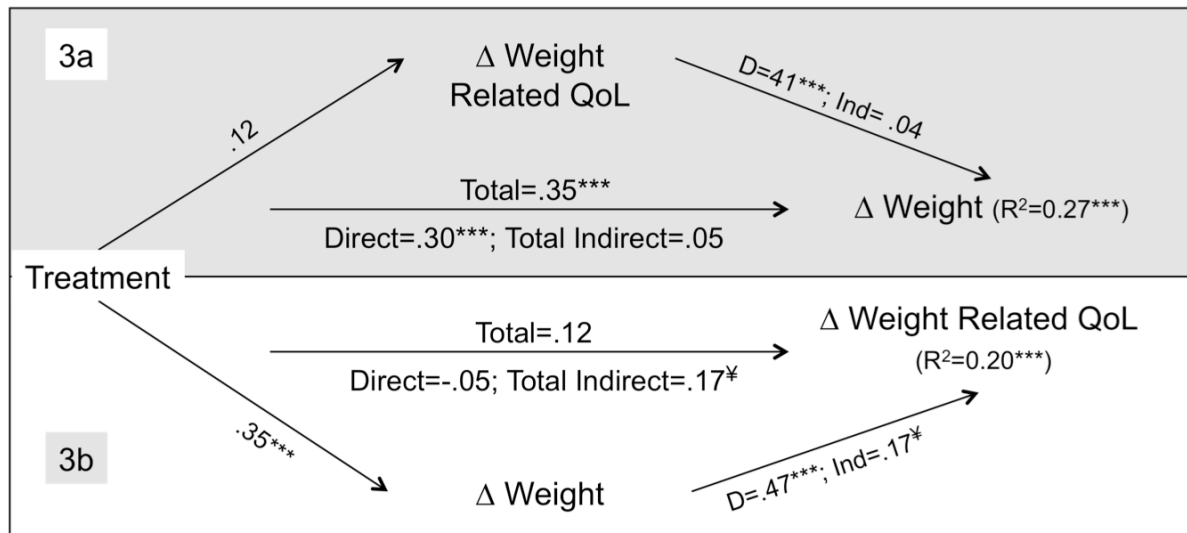 3a
Δ Weight
Related QoL
.12
D=41***; Ind= .04
Total=.35***
Direct=.30***; Total Indirect=.05
Δ Weight (R²=0.27***)
Treatment
Total=.12
Direct=-.05; Total Indirect=.17¥
Δ Weight Related QoL
(R²=0.20***)
.35***
3b
Δ Weight
D=.47***; Ind=.17¥